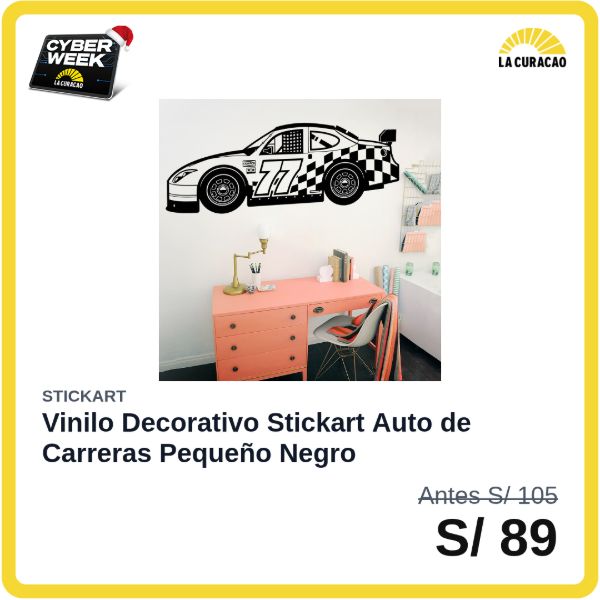 CYBER
WEEK
LA CURACAO
LA CURACAO
77
STICKART
Vinilo Decorativo Stickart Auto de
Carreras Pequeño Negro
Antes S/ 105
S/ 89